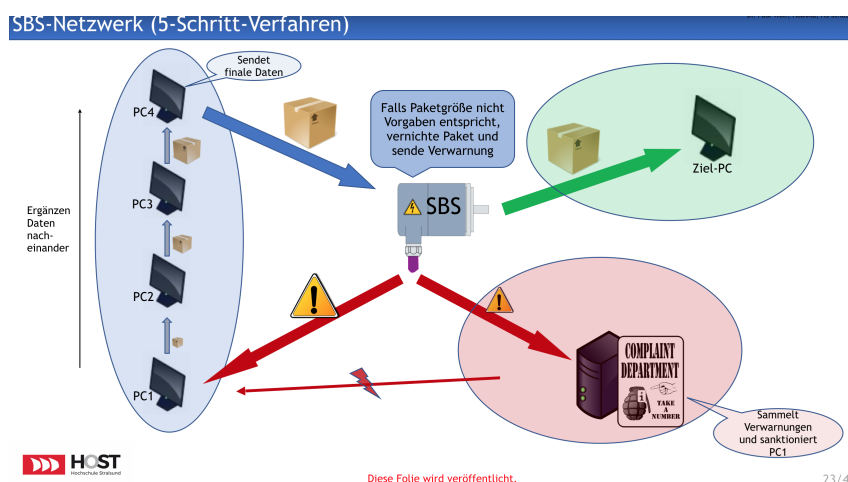 SBS-Netzwerk (5-Schritt-Verfahren)
Sendet
finale Daten
PC4
Falls Paketgröße nicht
Vorgaben entspricht,
vernichte Paket und
sende Verwarnung
Ziel-PC
PC3
SBS
Ergänzen
Daten
nach-
einander
PC2
PC1
COMPLAINT
DEPARTMENT
TAKE
A
NUMBER
Sammelt
Verwarnungen
und sanktioniert
PC1
HOST
Hochschule Stralsund
Diese Folie wird veröffentlicht.
23/4